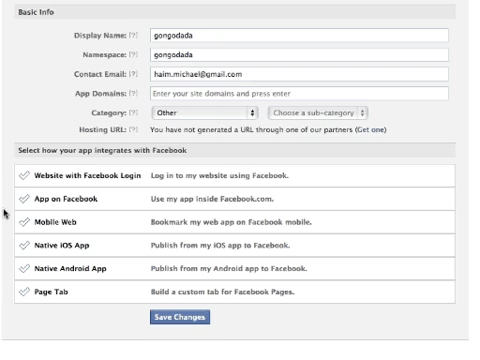 Basic Info
Display Name: [?] gongodada
Namespace: [?] gongodada
Contact Email: [?] haim.michael@gmail.com
App Domains: [?] Enter your site domains and press enter
Category: [?] Other Choose a sub-category
Hosting URL: [?] You have not generated a URL through one of our partners (Get one)
Select how your app integrates with Facebook
Website with Facebook Login Log in to my website using Facebook.
App on Facebook Use my app inside Facebook.com.
Mobile Web Bookmark my web app on Facebook mobile.
Native iOS App Publish from my iOS app to Facebook.
Native Android App Publish from my Android app to Facebook.
Page Tab Build a custom tab for Facebook Pages.
Save Changes